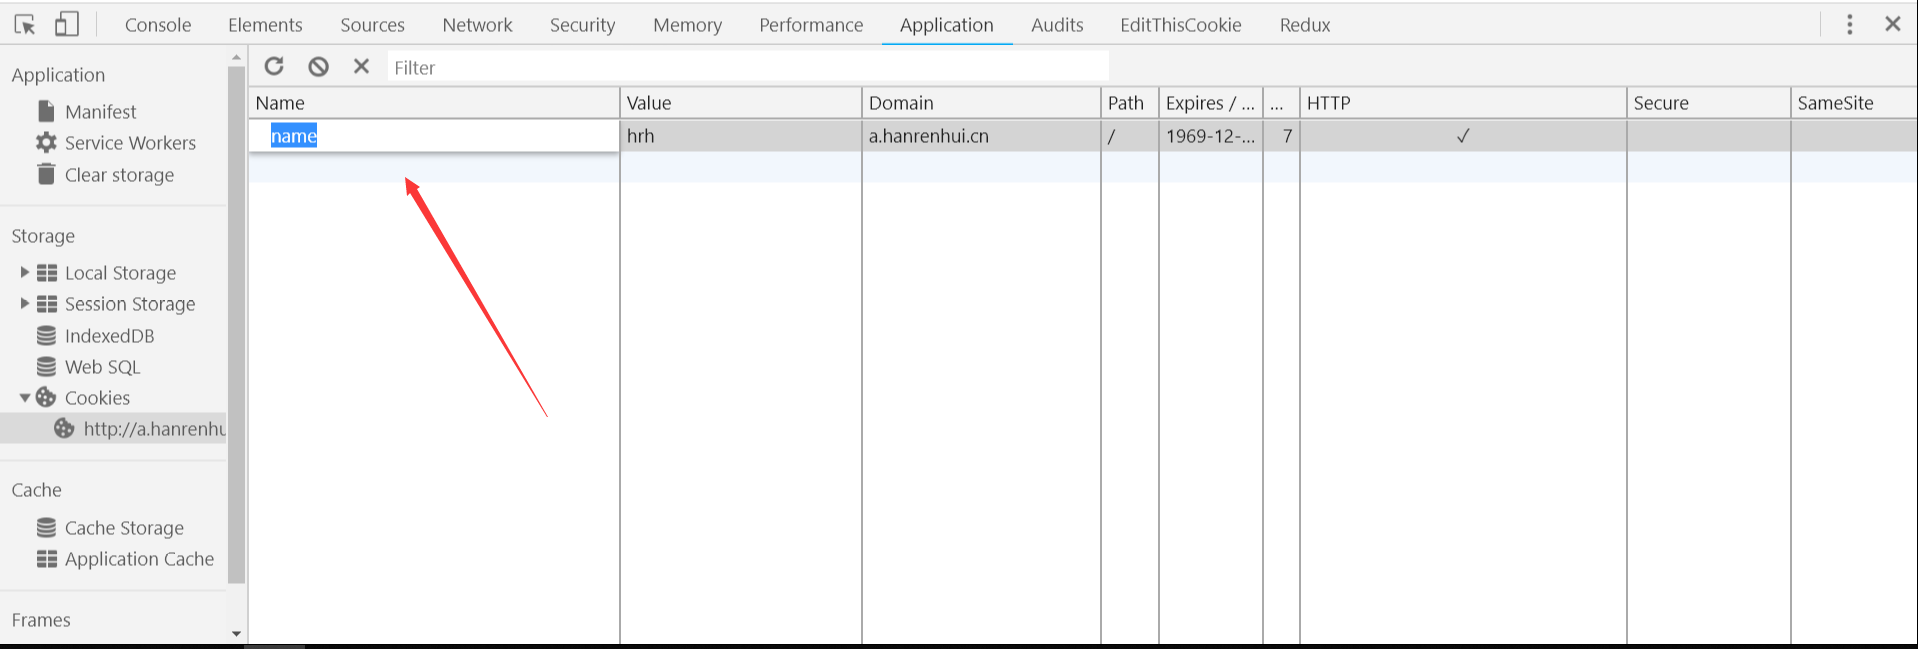 Console Elements Sources Network Security Memory Performance Application Audits EditThisCookie Redux
Filter
Application
Manifest
Service Workers
Clear storage
Storage
Local Storage
Session Storage
IndexedDB
Web SQL
Cookies
http://a.hanrenhu
Cache
Cache Storage
Application Cache
Frames
Name Value Domain Path Expires / ... ... HTTP Secure SameSite
name hrh a.hanrenhui.cn / 1969-12-... 7 ✓